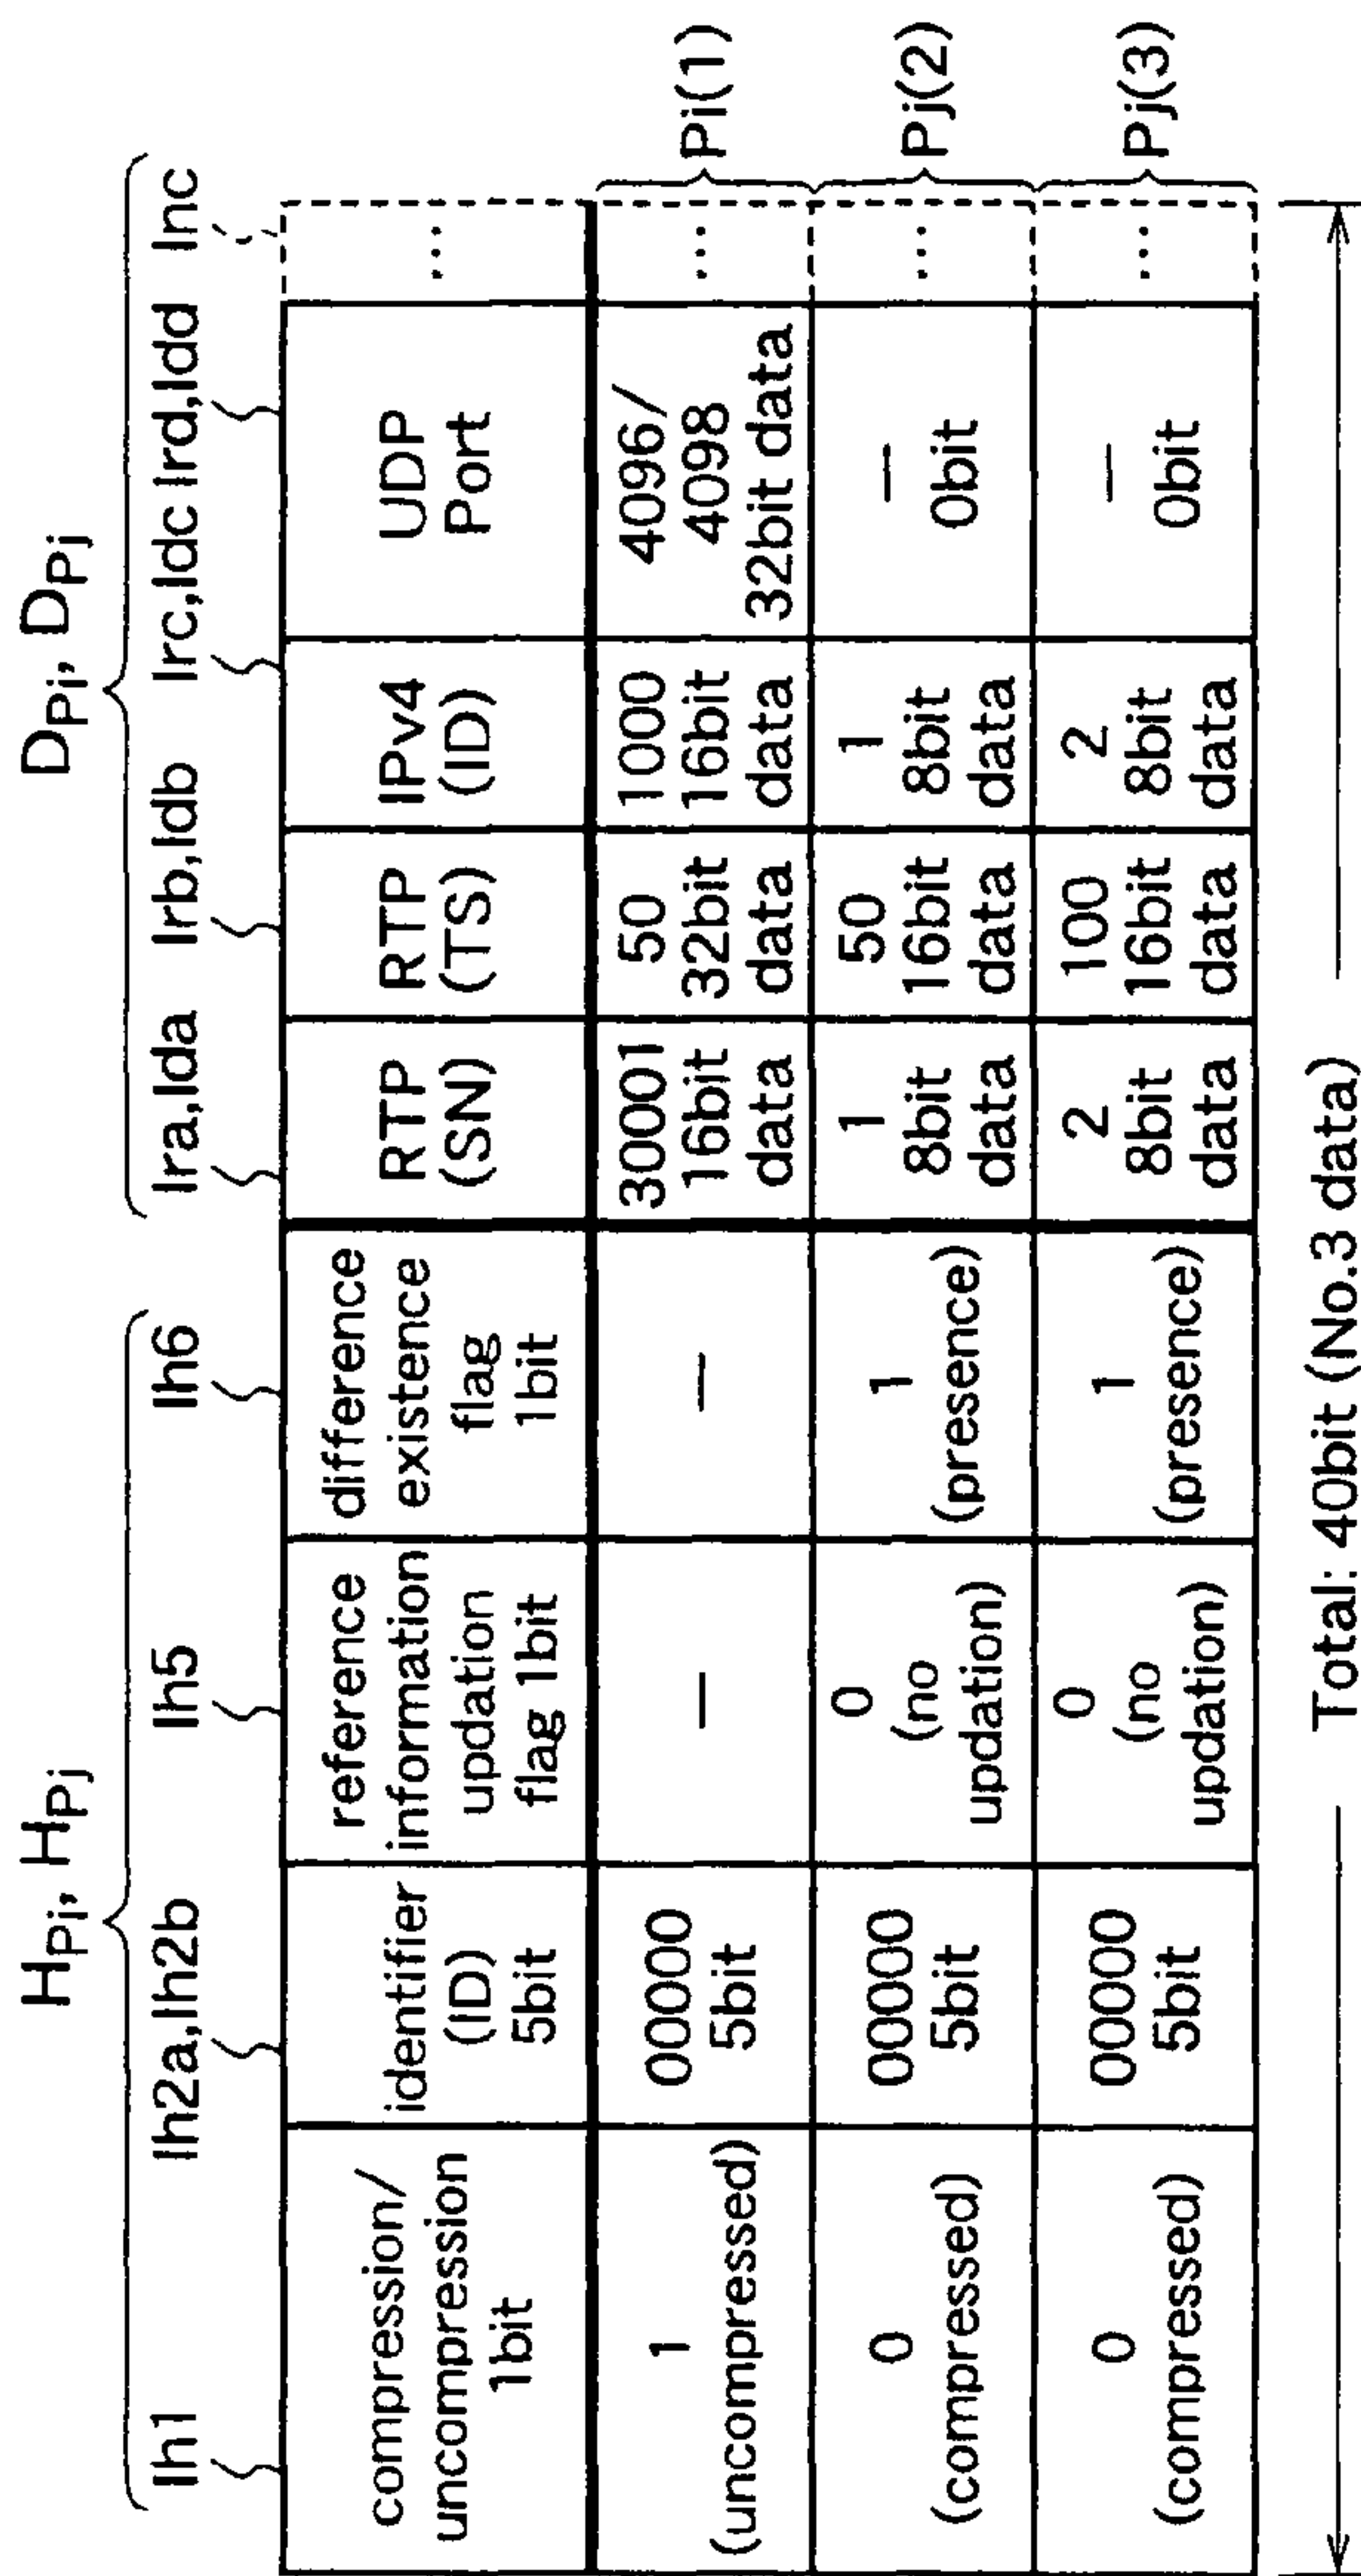 H_Pi, H_Pj
D_Pi, D_Pj
Ih1
Ih2a,Ih2b
Ih5
Ih6
Ira,Ida
Irb,Idb
Irc,Idc
Ird,Idd
Inc
compression/
uncompression
1bit
identifier
(ID)
5bit
reference
information
updation
flag 1bit
difference
existence
flag
1bit
RTP
(SN)
RTP
(TS)
IPv4
(ID)
UDP
Port
...
1
(uncompressed)
00000
5bit
—
—
30001
16bit
data
50
32bit
data
1000
16bit
data
4096/
4098
32bit data
...
Pi(1)
0
(compressed)
00000
5bit
0
(no
updation)
1
(presence)
1
8bit
data
50
16bit
data
1
8bit
data
—
0bit
...
Pj(2)
0
(compressed)
00000
5bit
0
(no
updation)
1
(presence)
2
8bit
data
100
16bit
data
2
8bit
data
—
0bit
...
Pj(3)
Total: 40bit (No.3 data)